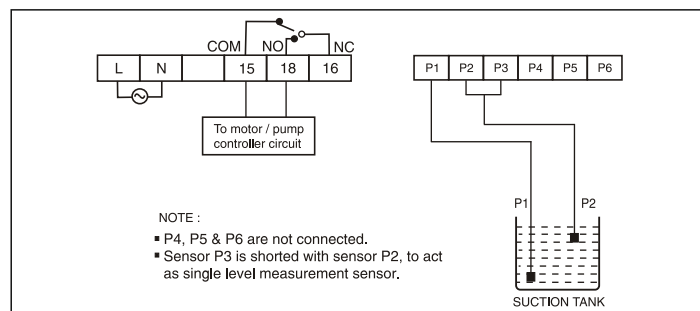 COM NO NC
L N 15 18 16
P1 P2 P3 P4 P5 P6
To motor / pump
controller circuit
P1 P2
NOTE :
▪ P4, P5 & P6 are not connected.
▪ Sensor P3 is shorted with sensor P2, to act
as single level measurement sensor.
SUCTION TANK